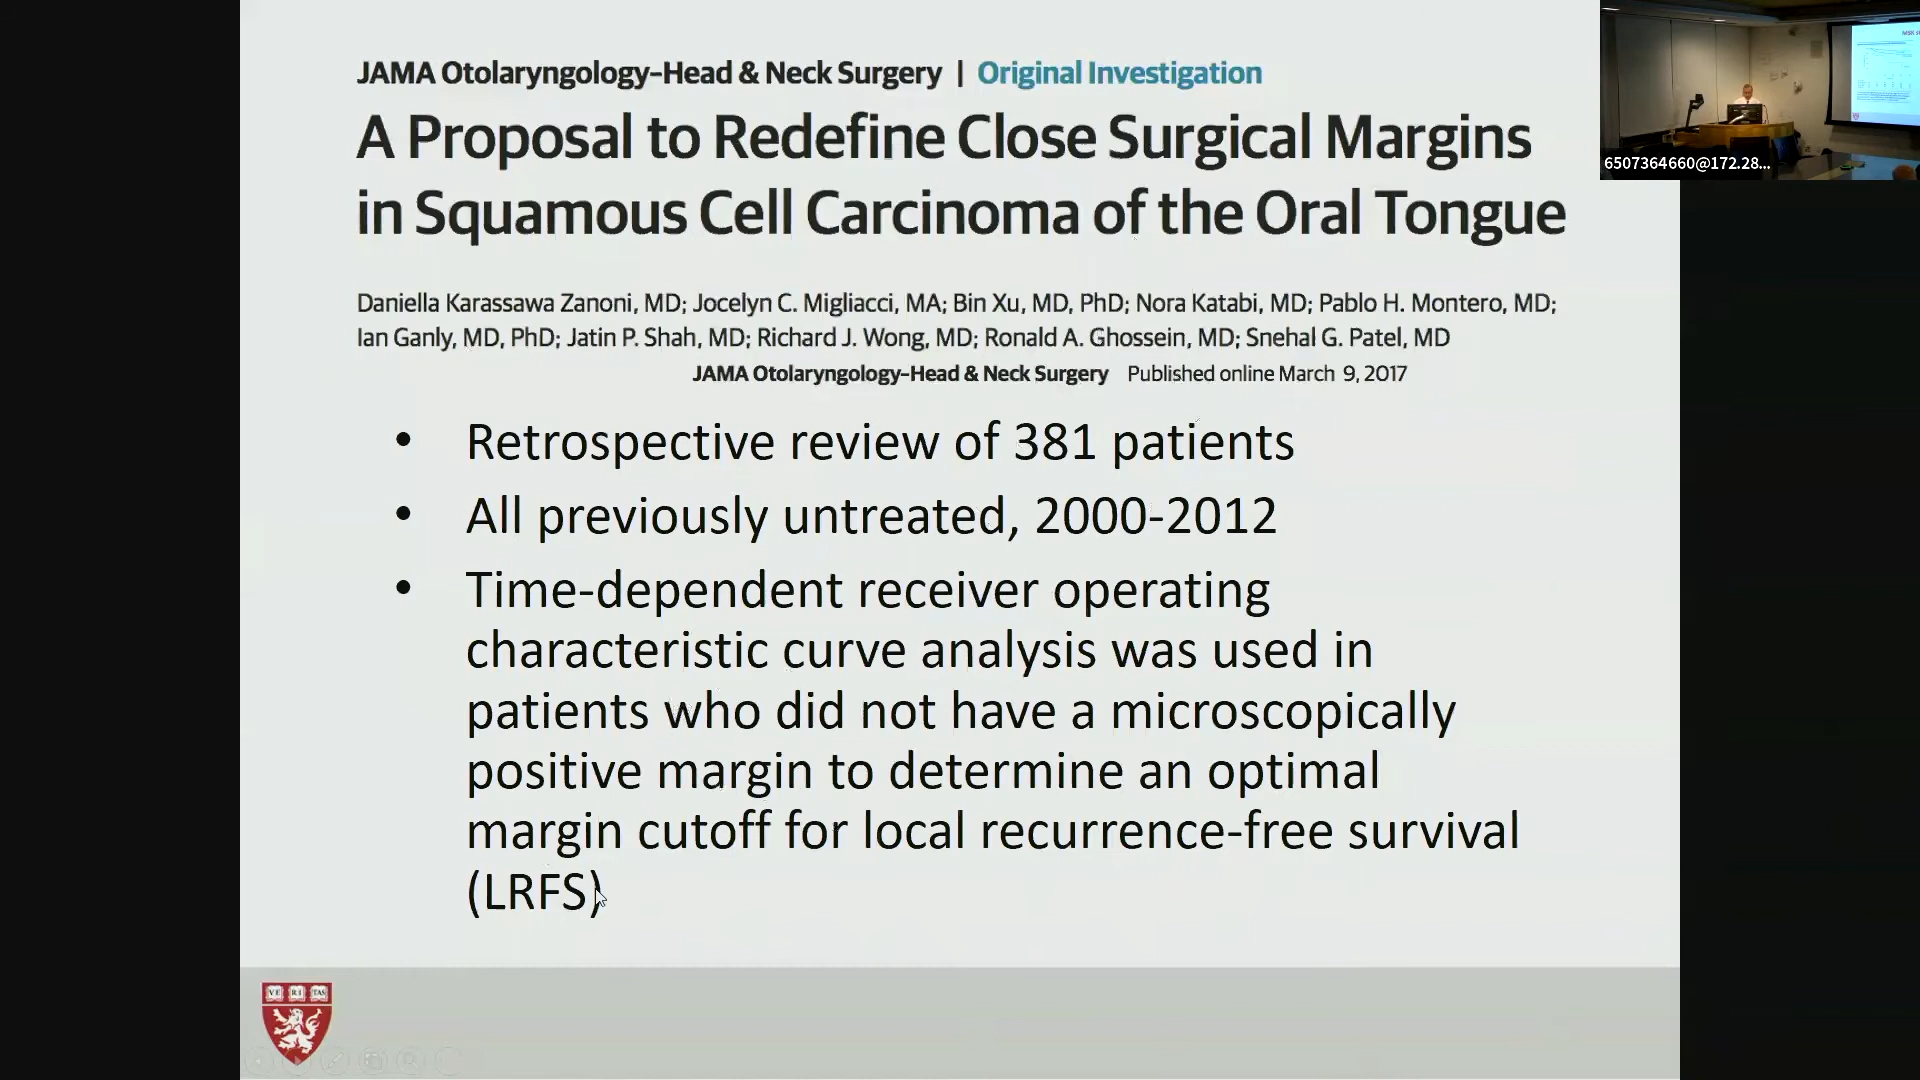 JAMA Otolaryngology–Head & Neck Surgery | Original Investigation
A Proposal to Redefine Close Surgical Margins
in Squamous Cell Carcinoma of the Oral Tongue
Daniella Karassawa Zanoni, MD; Jocelyn C. Migliacci, MA; Bin Xu, MD, PhD; Nora Katabi, MD; Pablo H. Montero, MD;
Ian Ganly, MD, PhD; Jatin P. Shah, MD; Richard J. Wong, MD; Ronald A. Ghossein, MD; Snehal G. Patel, MD
JAMA Otolaryngology–Head & Neck Surgery Published online March 9, 2017
• Retrospective review of 381 patients
• All previously untreated, 2000-2012
• Time-dependent receiver operating
characteristic curve analysis was used in
patients who did not have a microscopically
positive margin to determine an optimal
margin cutoff for local recurrence-free survival
(LRFS)
VE RI TAS
6507364660@172.28...